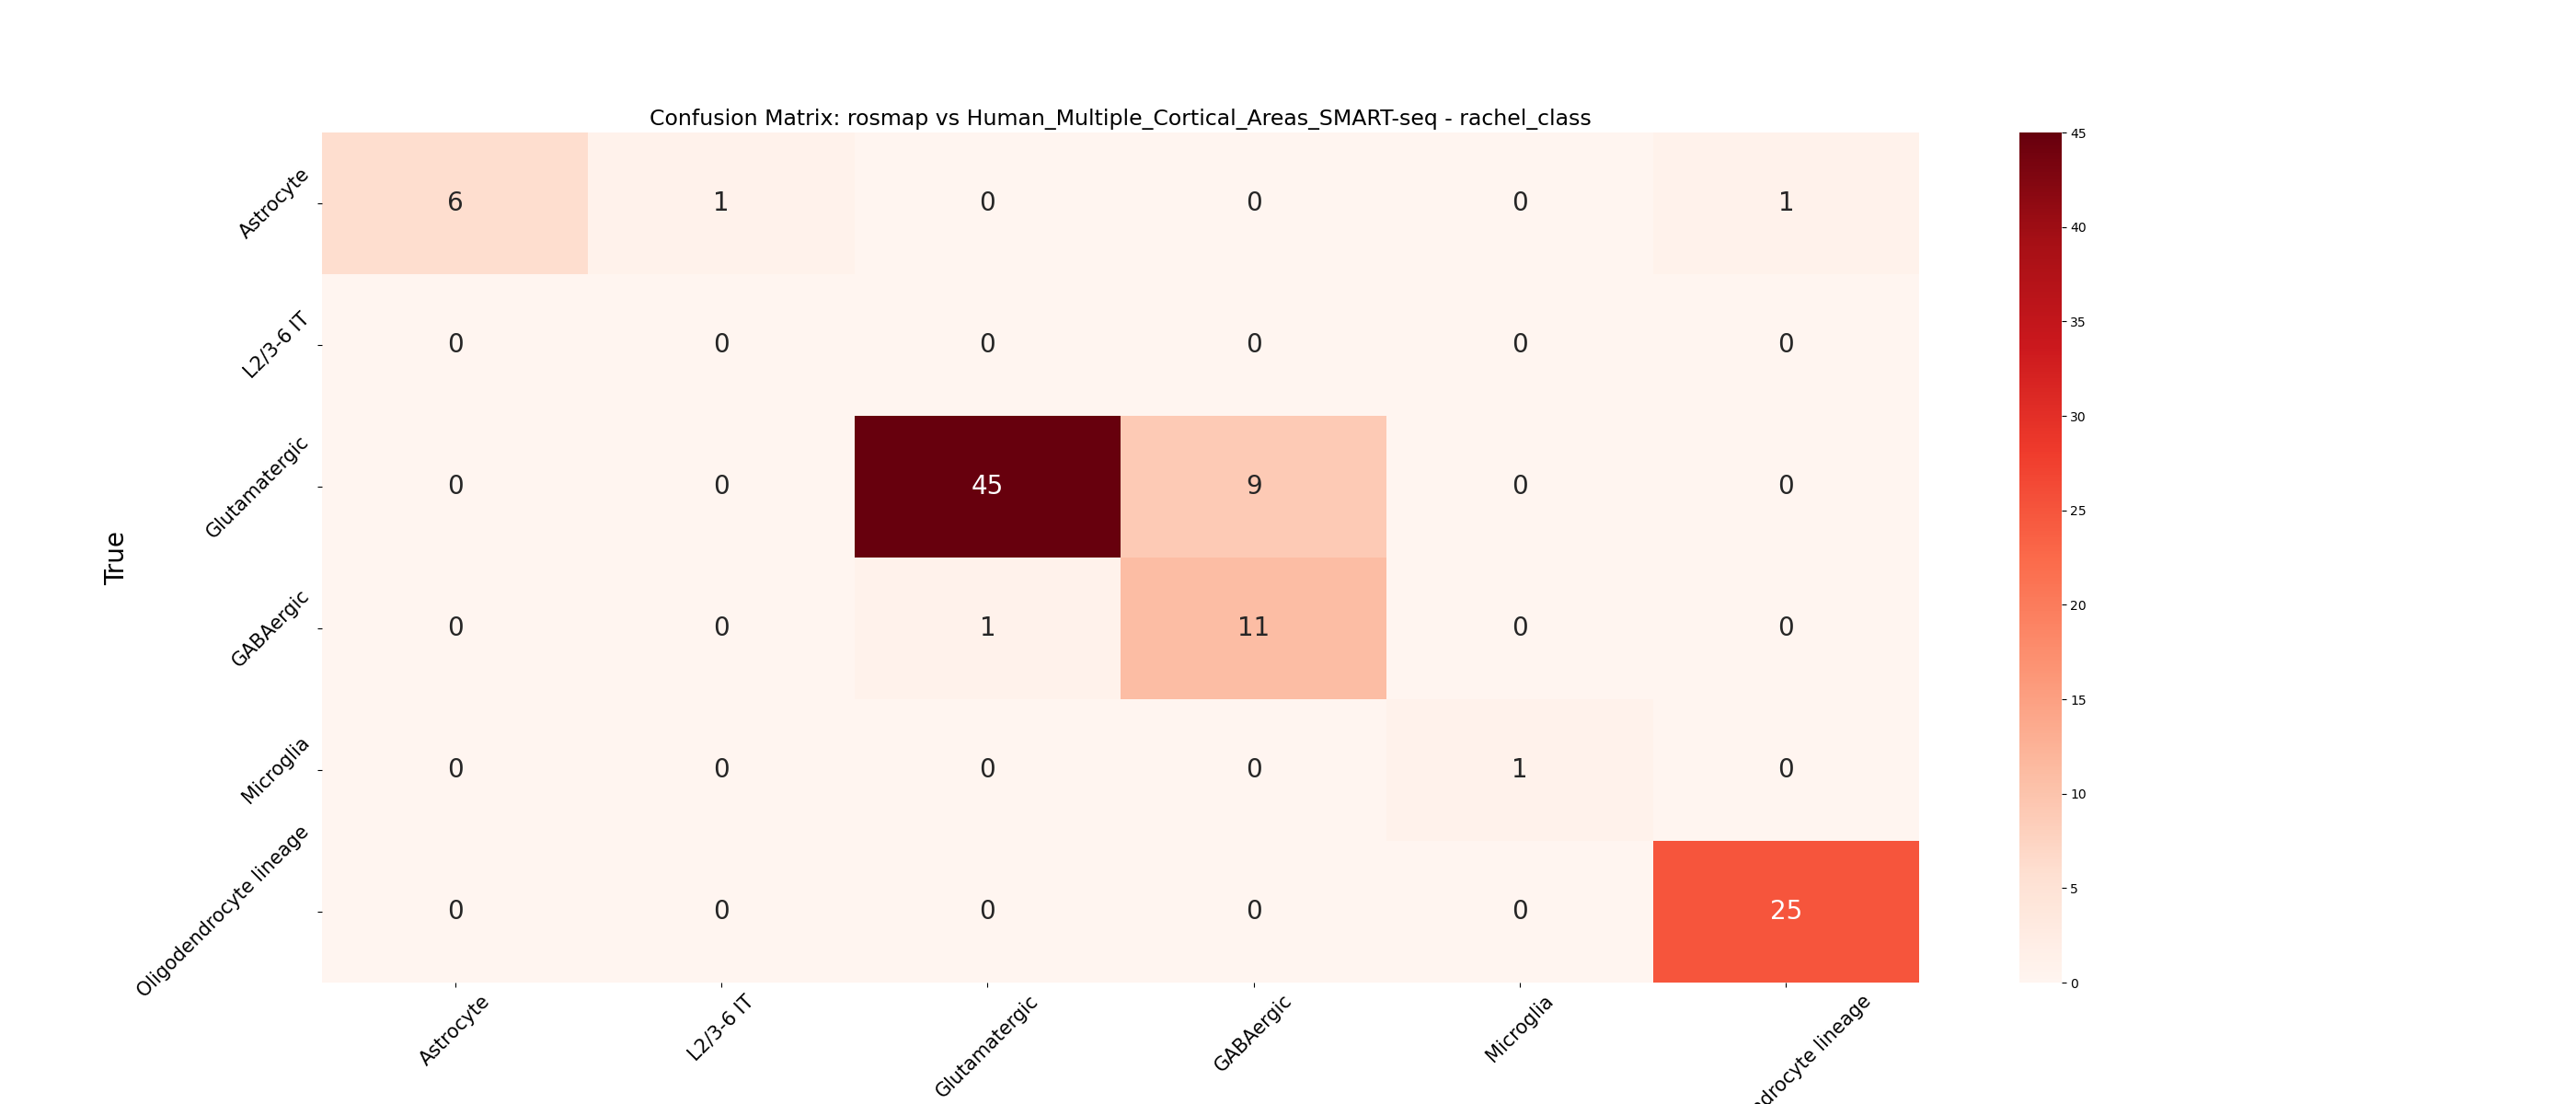 Confusion Matrix: rosmap vs Human_Multiple_Cortical_Areas_SMART-seq - rachel_class
True
Astrocyte 6 1 0 0 0 1
L2/3-6 IT 0 0 0 0 0 0
Glutamatergic 0 0 45 9 0 0
GABAergic 0 0 1 11 0 0
Microglia 0 0 0 0 1 0
Oligodendrocyte lineage 0 0 0 0 0 25
Astrocyte L2/3-6 IT Glutamatergic GABAergic Microglia ndrocyte lineage
45
40
35
30
25
20
15
10
5
0